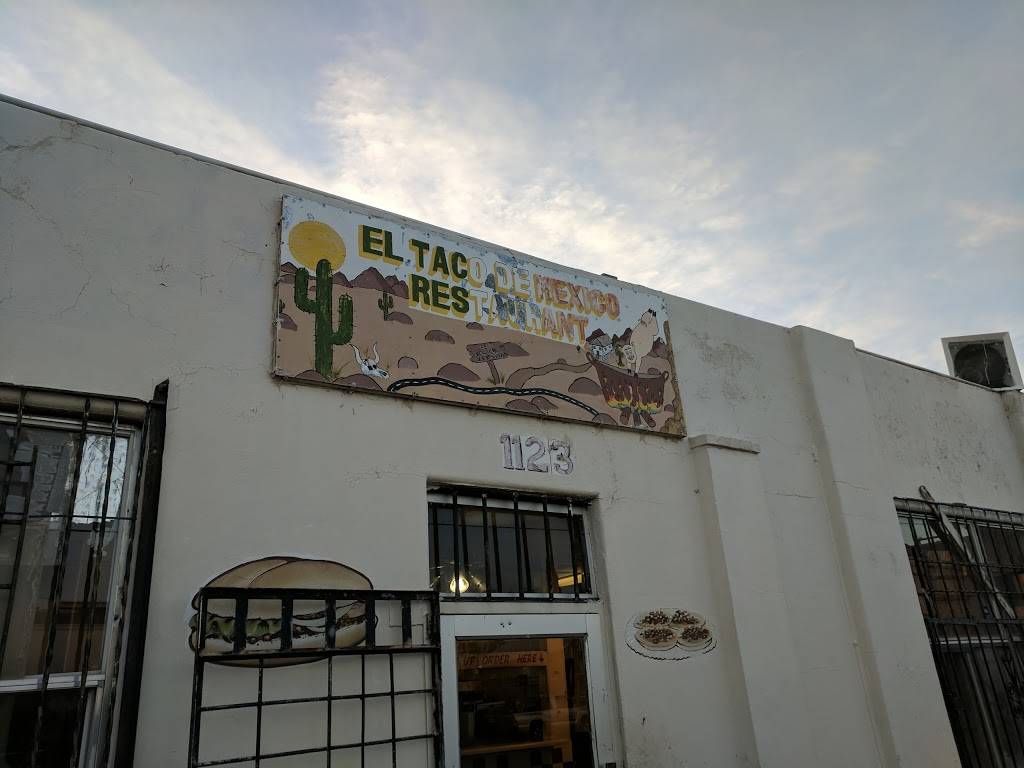 EL TACO DE MEXICO
RESTAURANT
1123
ORDER HERE